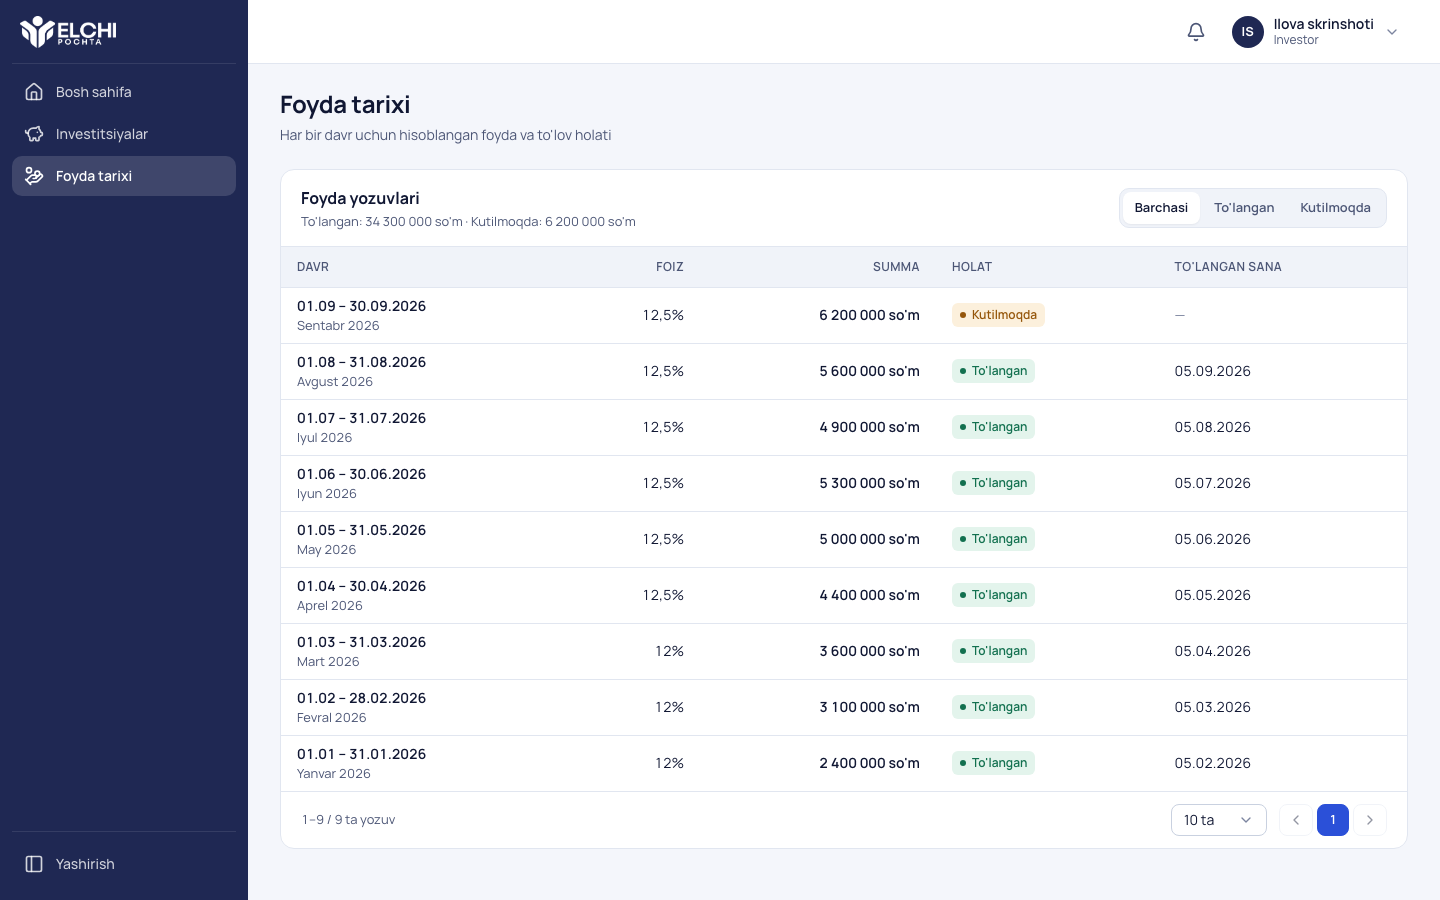 ELCHI
POCHTA
IS
Ilova skrinshoti
Investor
Bosh sahifa
Investitsiyalar
Foyda tarixi
Yashirish
Foyda tarixi
Har bir davr uchun hisoblangan foyda va to'lov holati
Foyda yozuvlari
To'langan: 34 300 000 so'm · Kutilmoqda: 6 200 000 so'm
Barchasi To'langan Kutilmoqda
DAVR FOIZ SUMMA HOLAT TO'LANGAN SANA
01.09 – 30.09.2026
Sentabr 2026
12,5% 6 200 000 so'm Kutilmoqda —
01.08 – 31.08.2026
Avgust 2026
12,5% 5 600 000 so'm To'langan 05.09.2026
01.07 – 31.07.2026
Iyul 2026
12,5% 4 900 000 so'm To'langan 05.08.2026
01.06 – 30.06.2026
Iyun 2026
12,5% 5 300 000 so'm To'langan 05.07.2026
01.05 – 31.05.2026
May 2026
12,5% 5 000 000 so'm To'langan 05.06.2026
01.04 – 30.04.2026
Aprel 2026
12,5% 4 400 000 so'm To'langan 05.05.2026
01.03 – 31.03.2026
Mart 2026
12% 3 600 000 so'm To'langan 05.04.2026
01.02 – 28.02.2026
Fevral 2026
12% 3 100 000 so'm To'langan 05.03.2026
01.01 – 31.01.2026
Yanvar 2026
12% 2 400 000 so'm To'langan 05.02.2026
1–9 / 9 ta yozuv
10 ta
1